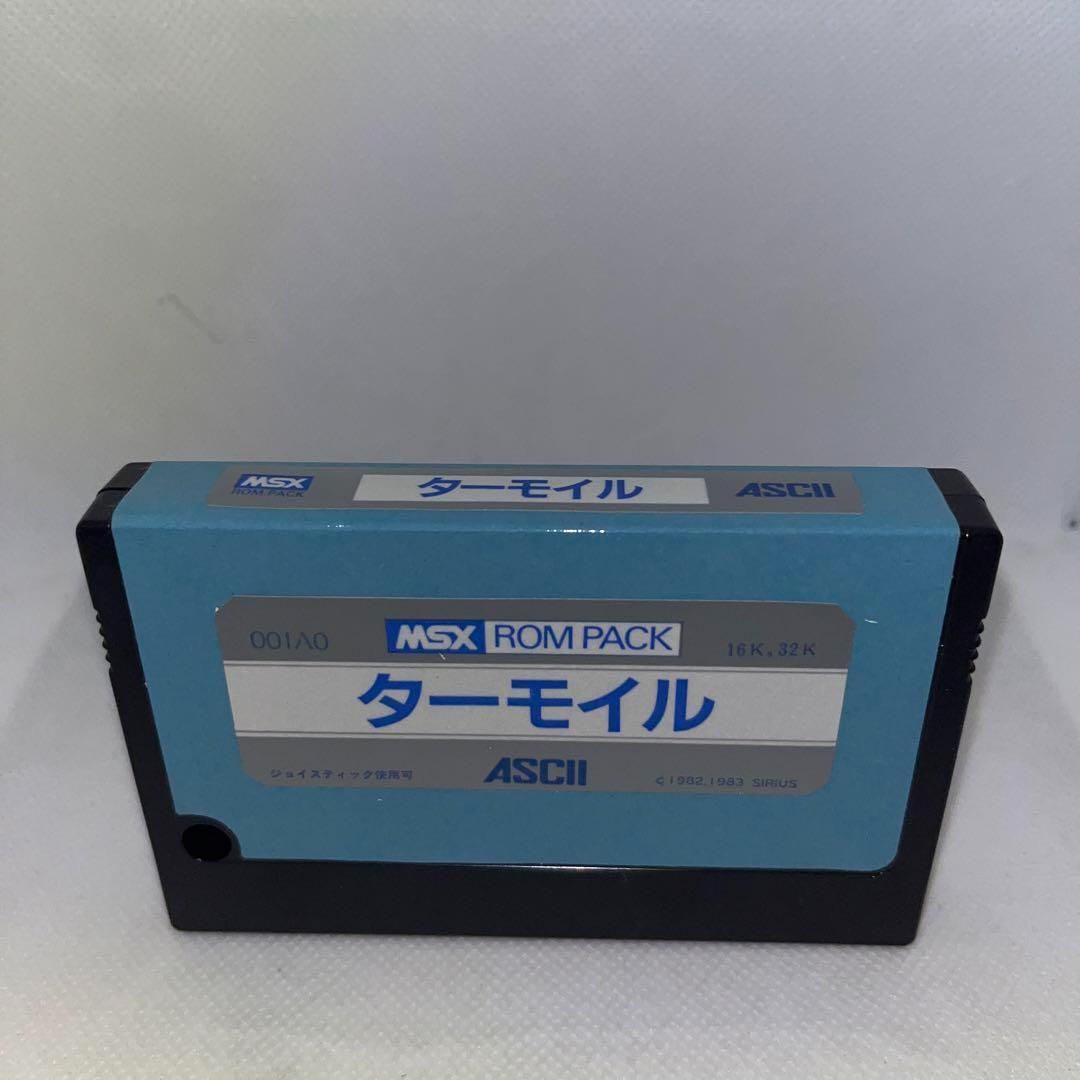 MSX ターモイル ASCII
ROM PACK
001A0 MSX ROM PACK 16K, 32K
ターモイル
ジョイスティック使用可 ASCII © 1982, 1983 SIRIUS